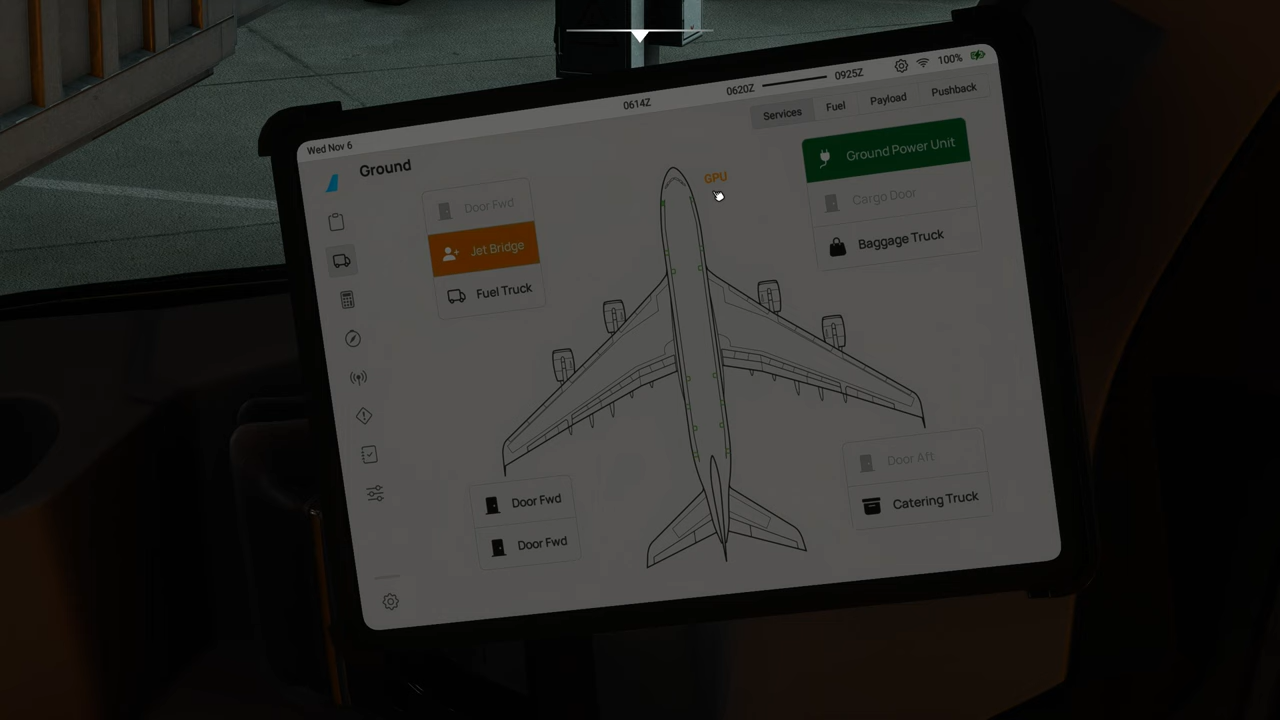 Wed Nov 6
0614Z
0620Z
0925Z
100%
Ground
Services
Fuel
Payload
Pushback
Door Fwd
Jet Bridge
Fuel Truck
GPU
Ground Power Unit
Cargo Door
Baggage Truck
Door Fwd
Door Fwd
Door Aft
Catering Truck